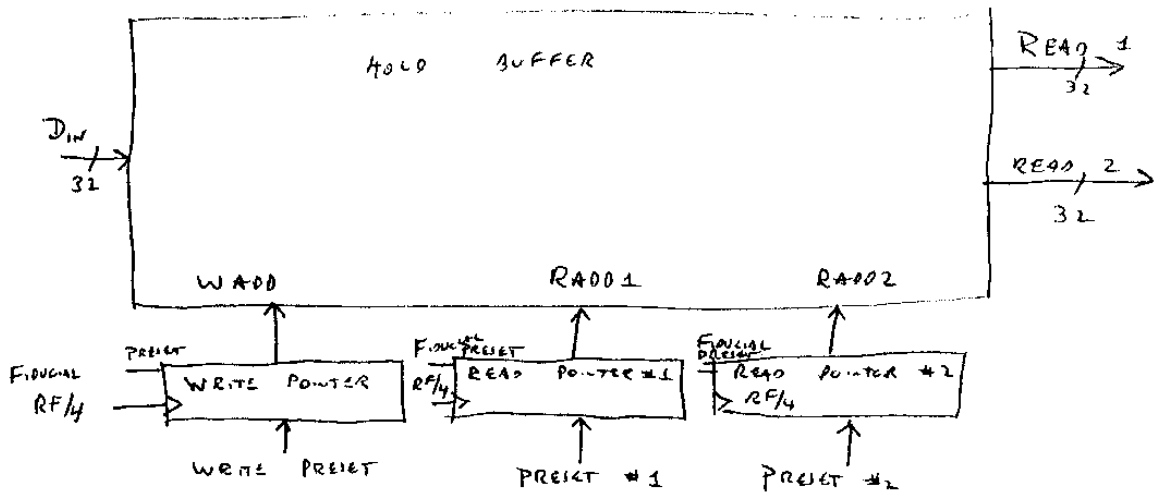 HOLD BUFFER
READ 1
32
DIN
32
READ 2
32
WADD
RADD1
RADD2
PRESET
FIDUCIAL
RF/4
WRITE POINTER
FIDUCIAL
PRESET
RF/4
READ POINTER #1
FIDUCIAL
PRESET
READ POINTER #2
RF/4
WRITE PRESET
PRESET #1
PRESET #2